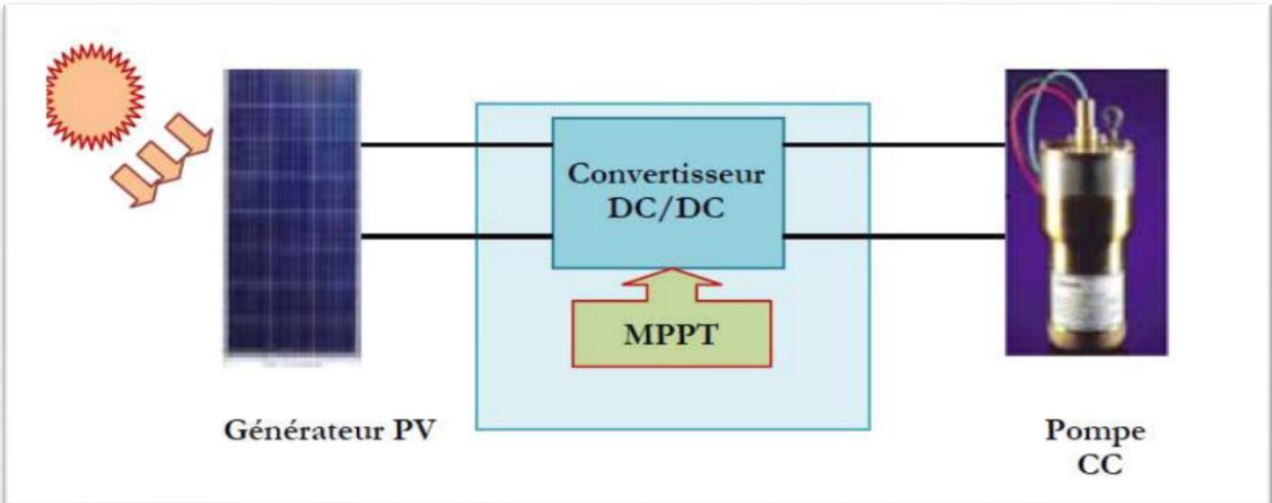 Convertisseur
DC/DC
MPPT
Générateur PV
Pompe
CC